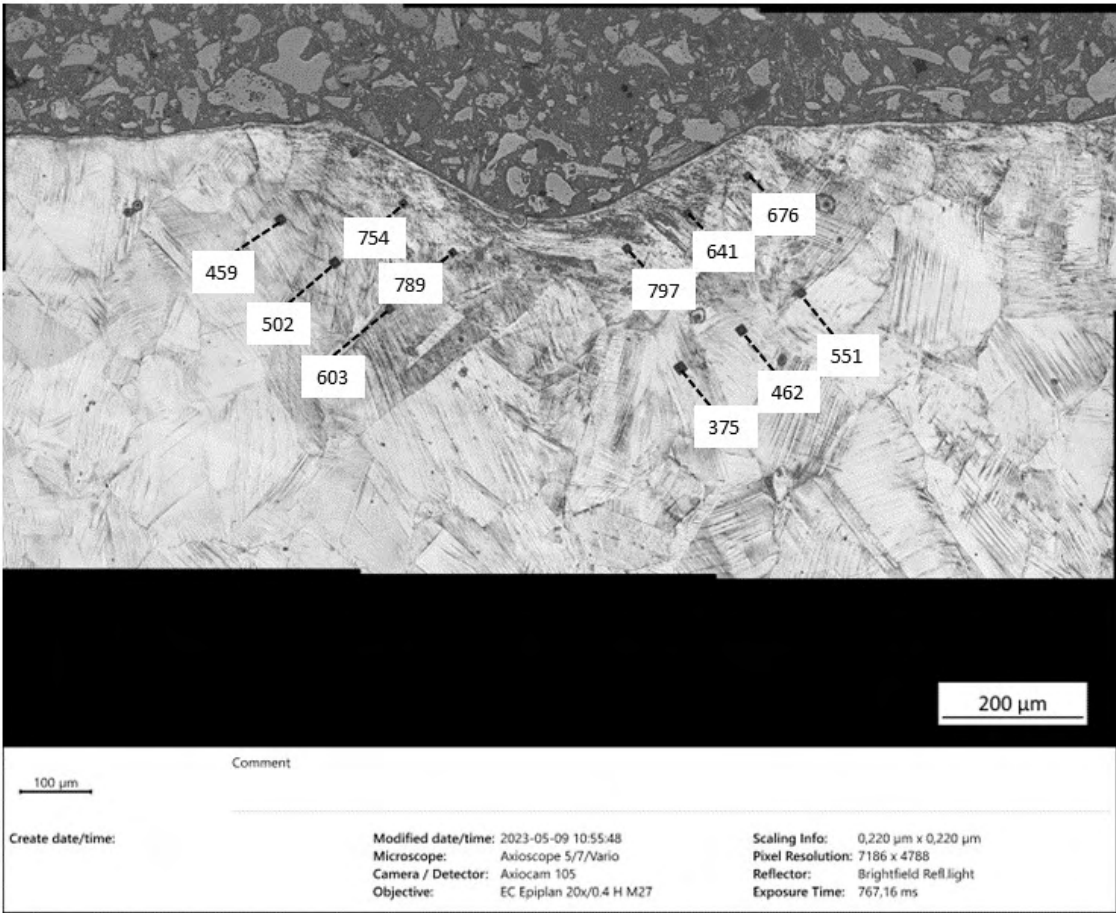 676
754
641
459
789
797
502
551
603
462
375
200 µm
Comment
100 µm
Create date/time:
Modified date/time: 2023-05-09 10:55:48
Microscope: Axioscope 5/7/Vario
Camera / Detector: Axiocam 105
Objective: EC Epiplan 20x/0.4 H M27
Scaling Info: 0,220 µm x 0,220 µm
Pixel Resolution: 7186 x 4788
Reflector: Brightfield Refl.light
Exposure Time: 767,16 ms